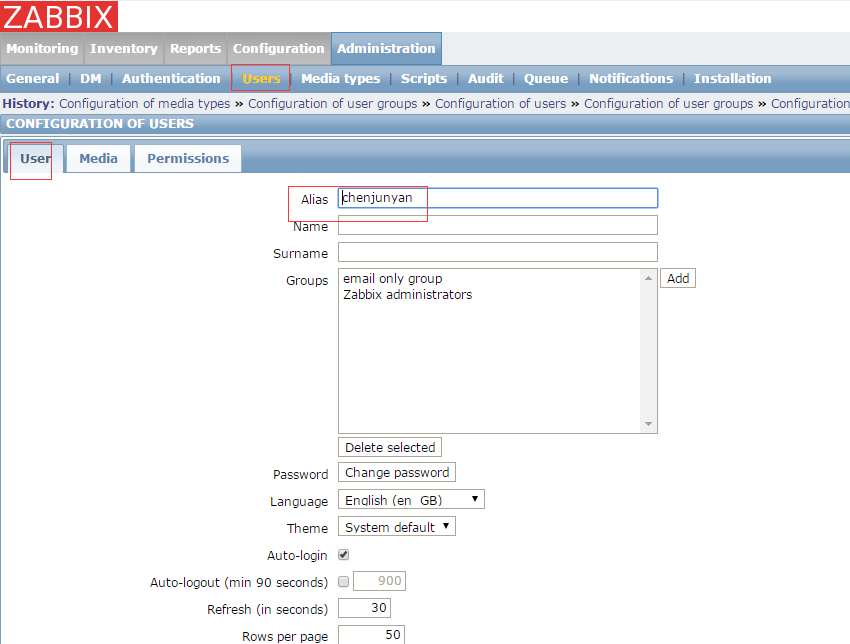 ZABBIX
Monitoring Inventory Reports Configuration Administration
General | DM | Authentication | Users | Media types | Scripts | Audit | Queue | Notifications | Installation
History: Configuration of media types » Configuration of user groups » Configuration of users » Configuration of user groups » Configuration
CONFIGURATION OF USERS
User Media Permissions
Alias chenjunyan
Name
Surname
Groups email only group Add
Zabbix administrators
Delete selected
Password Change password
Language English (en_GB)
Theme System default
Auto-login
Auto-logout (min 90 seconds) 900
Refresh (in seconds) 30
Rows per page 50